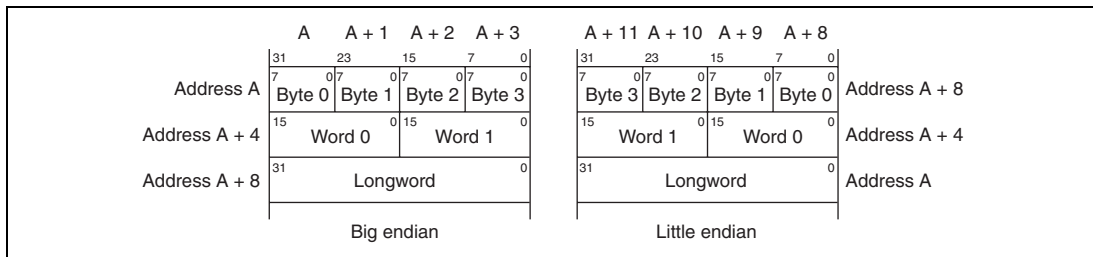 A A + 1 A + 2 A + 3 A + 11 A + 10 A + 9 A + 8
31 23 15 7 0 31 23 15 7 0
7 0 7 0 7 0 7 0 7 0 7 0 7 0 7 0
Address A Byte 0 Byte 1 Byte 2 Byte 3 Byte 3 Byte 2 Byte 1 Byte 0 Address A + 8
15 0 15 0 15 0 15 0
Address A + 4 Word 0 Word 1 Word 1 Word 0 Address A + 4
31 0 31 0
Address A + 8 Longword Longword Address A
Big endian Little endian